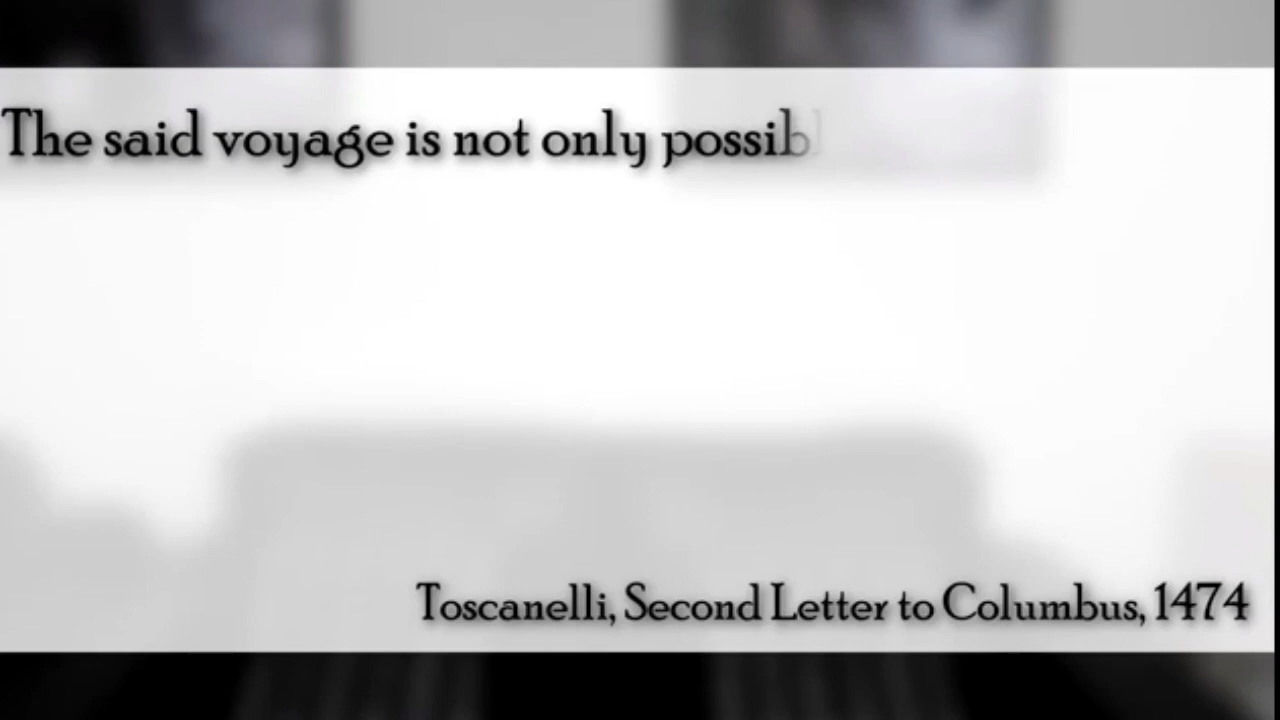 The said voyage is not only possib
Toscanelli, Second Letter to Columbus, 1474